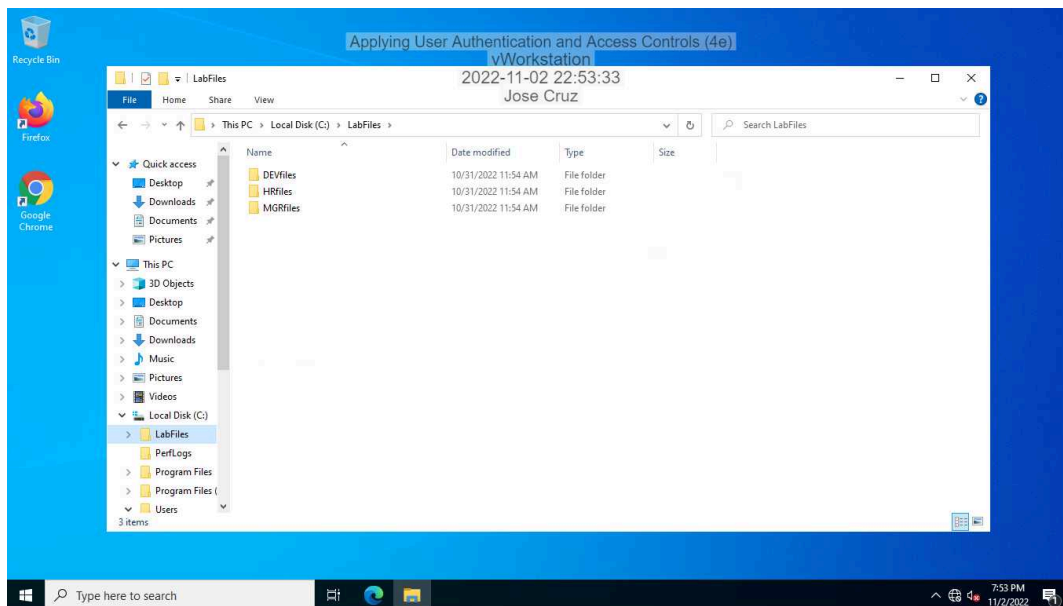 Recycle Bin
Applying User Authentication and Access Controls (4e)
vWorkstation
2022-11-02 22:53:33
Jose Cruz
LabFiles
File Home Share View
This PC > Local Disk (C:) > LabFiles >
Search LabFiles
Name Date modified Type Size
DEVfiles 10/31/2022 11:54 AM File folder
HRfiles 10/31/2022 11:54 AM File folder
MGRfiles 10/31/2022 11:54 AM File folder
Quick access
Desktop
Downloads
Documents
Pictures
This PC
3D Objects
Desktop
Documents
Downloads
Music
Pictures
Videos
Local Disk (C:)
LabFiles
PerfLogs
Program Files
Program Files (
Users
3 items
Firefox
Google
Chrome
Type here to search
7:53 PM
11/2/2022